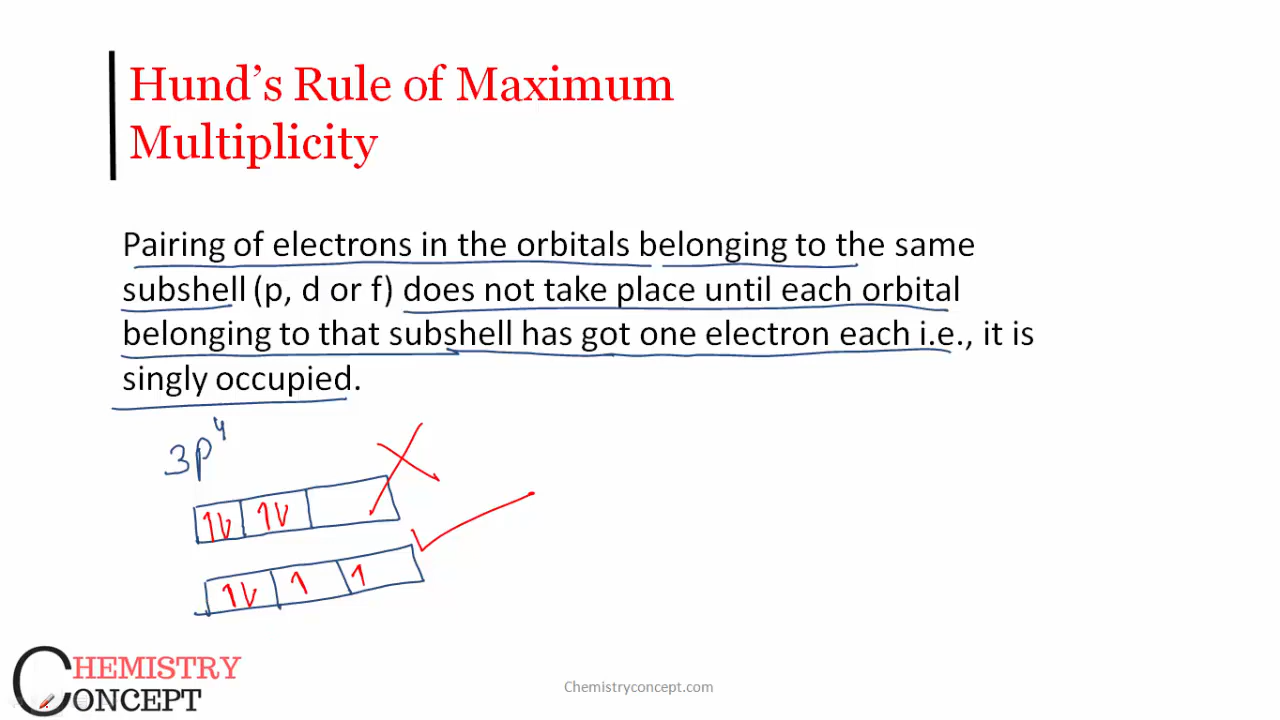 Hund's Rule of Maximum
Multiplicity
Pairing of electrons in the orbitals belonging to the same
subshell (p, d or f) does not take place until each orbital
belonging to that subshell has got one electron each i.e., it is
singly occupied.
3p⁴
↿⇂ ↿⇂
↿⇂ ↿ ↿
CHEMISTRY
CONCEPT
Chemistryconcept.com